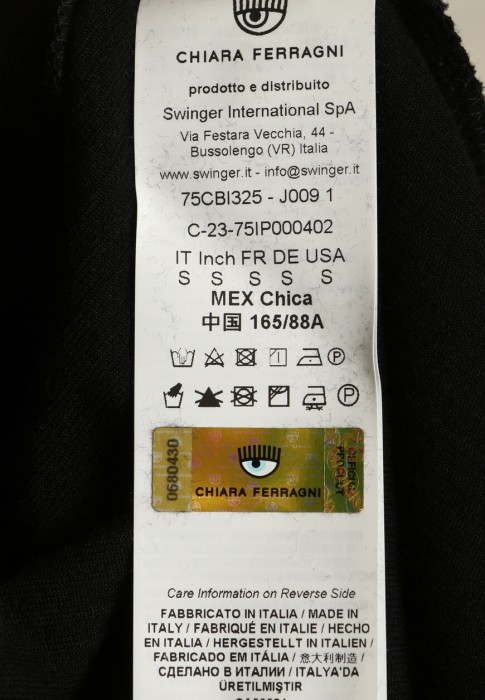 CHIARA FERRAGNI
prodotto e distribuito
Swinger International SpA
Via Festara Vecchia, 44 -
Bussolengo (VR) Italia
www.swinger.it - info@swinger.it
75CBI325 - J009 1
C-23-75IP000402
IT Inch FR DE USA
S S S S S
MEX Chica
中国 165/88A
P
P
0680430
CHIARA FERRAGNI
Care Information on Reverse Side
FABBRICATO IN ITALIA / MADE IN
ITALY / FABRIQUÉ EN ITALIE / HECHO
EN ITALIA / HERGESTELLT IN ITALIEN /
FABRICADO EM ITÁLIA / 意大利制造 /
СДЕЛАНО В ИТАЛИИ / ITALYA'DA
ÜRETILMIŞTIR